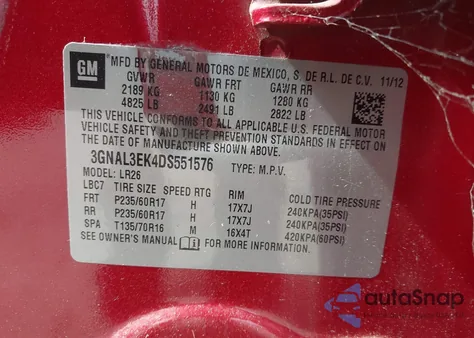 GM
MFD BY GENERAL MOTORS DE MEXICO, S. DE R.L. DE C.V. 11/12
GVWR GAWR FRT GAWR RR
2189 KG 1130 KG 1280 KG
4825 LB 2491 LB 2822 LB
THIS VEHICLE CONFORMS TO ALL APPLICABLE U.S. FEDERAL MOTOR
VEHICLE SAFETY AND THEFT PREVENTION STANDARDS IN EFFECT ON
THE DATE OF MANUFACTURE SHOWN ABOVE.
3GNAL3EK4DS551576 TYPE: M.P.V.
MODEL: LR26
LBC7 TIRE SIZE SPEED RTG RIM COLD TIRE PRESSURE
FRT P235/60R17 H 17X7J 240KPA(35PSI)
RR P235/60R17 H 17X7J 240KPA(35PSI)
SPA T135/70R16 M 16X4T 420KPA(60PSI)
SEE OWNER'S MANUAL FOR MORE INFORMATION.
autoSnap